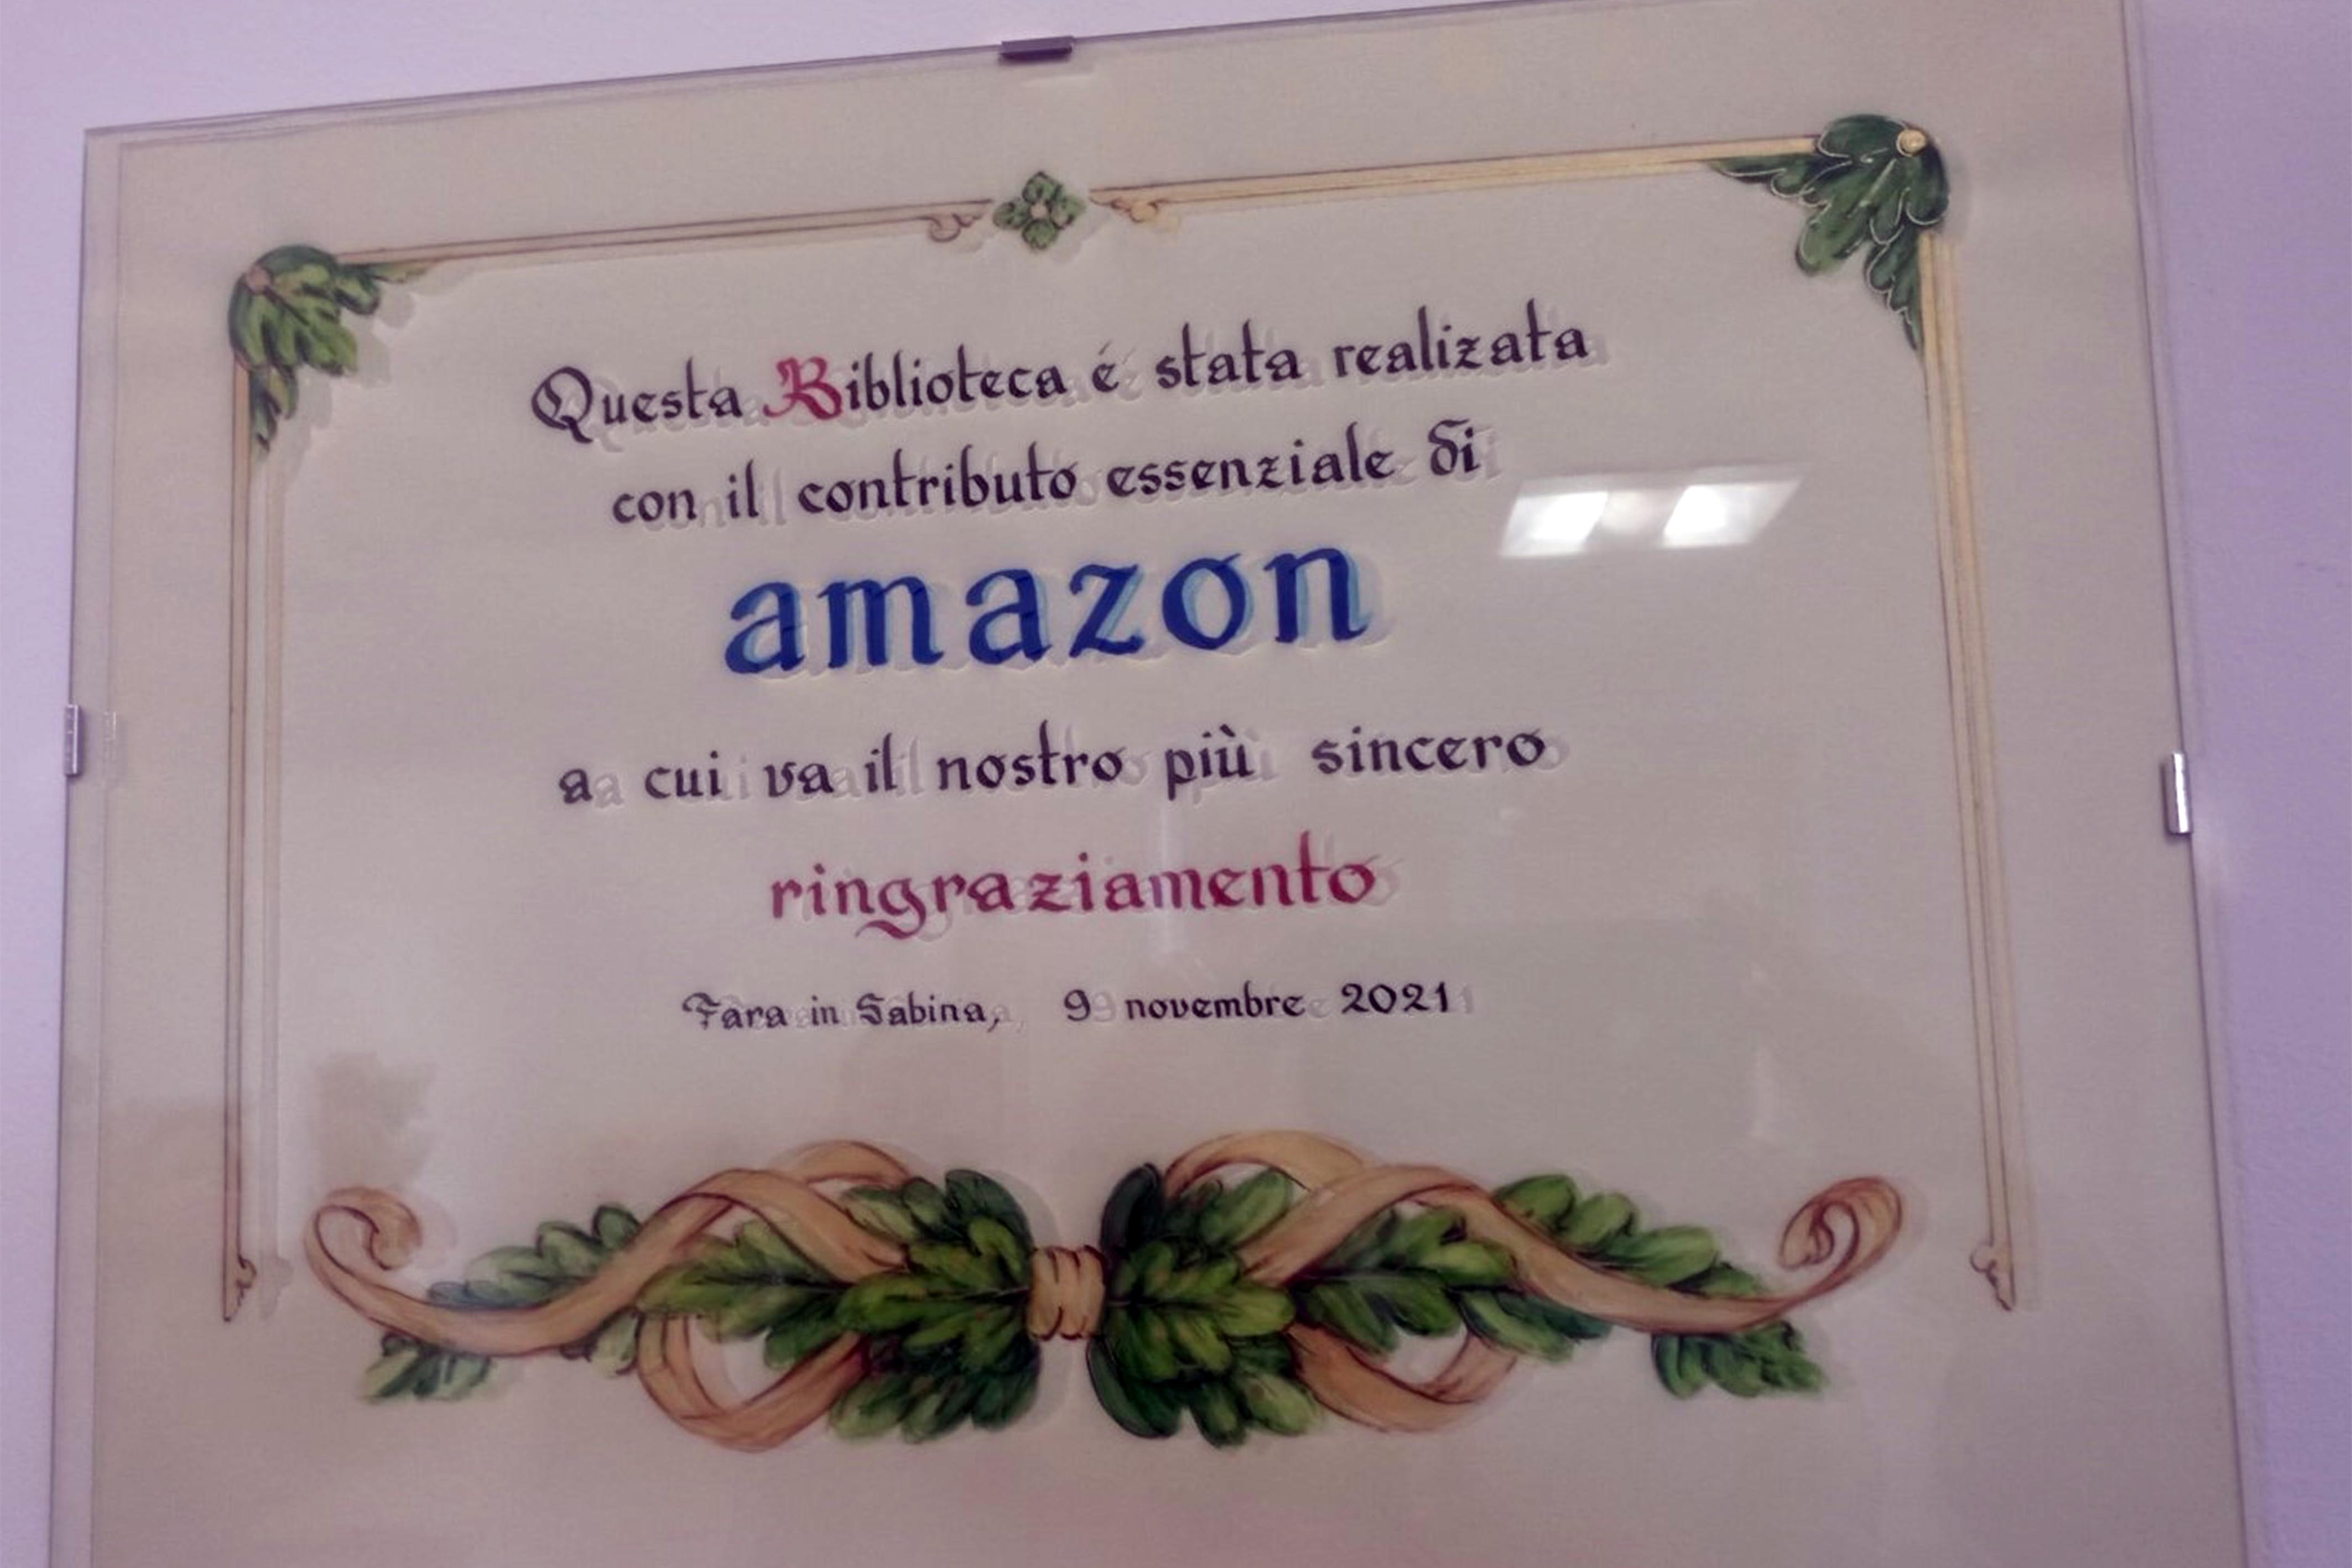 Questa Biblioteca é stata realizata
con il contributo essenziale di
amazon
a cui va il nostro più sincero
ringraziamento
Fara in Sabina, 9 novembre 2021